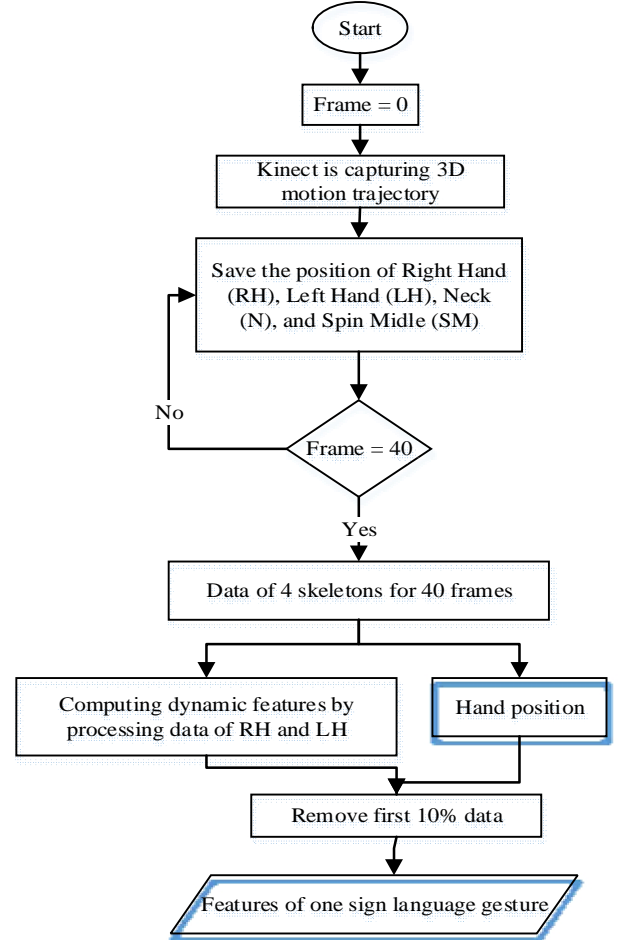 Start
Frame = 0
Kinect is capturing 3D
motion trajectory
Save the position of Right Hand
(RH), Left Hand (LH), Neck
(N), and Spin Midle (SM)
No
Frame = 40
Yes
Data of 4 skeletons for 40 frames
Computing dynamic features by
processing data of RH and LH
Hand position
Remove first 10% data
Features of one sign language gesture